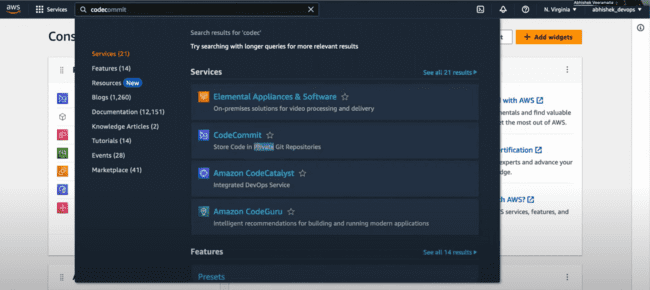 Abhishek Veeramalla
aws
Services
codecommit
N. Virginia
abhishek_devops
Search results for 'codec'
Try searching with longer queries for more relevant results
Services (21)
Features (14)
Resources New
Blogs (1,260)
Documentation (12,151)
Knowledge Articles (2)
Tutorials (14)
Events (28)
Marketplace (41)
Services
See all 21 results
Elemental Appliances & Software
On-premises solutions for video processing and delivery
CodeCommit
Store Code in Private Git Repositories
Amazon CodeCatalyst
Integrated DevOps Service
Amazon CodeGuru
Intelligent recommendations for building and running modern applications
Features
See all 14 results
Presets
Cons
t
+ Add widgets
d with AWS
mentals and find valuable
t the most out of AWS.
rtification
experts and advance your
dge.
th AWS?
S services, features, and